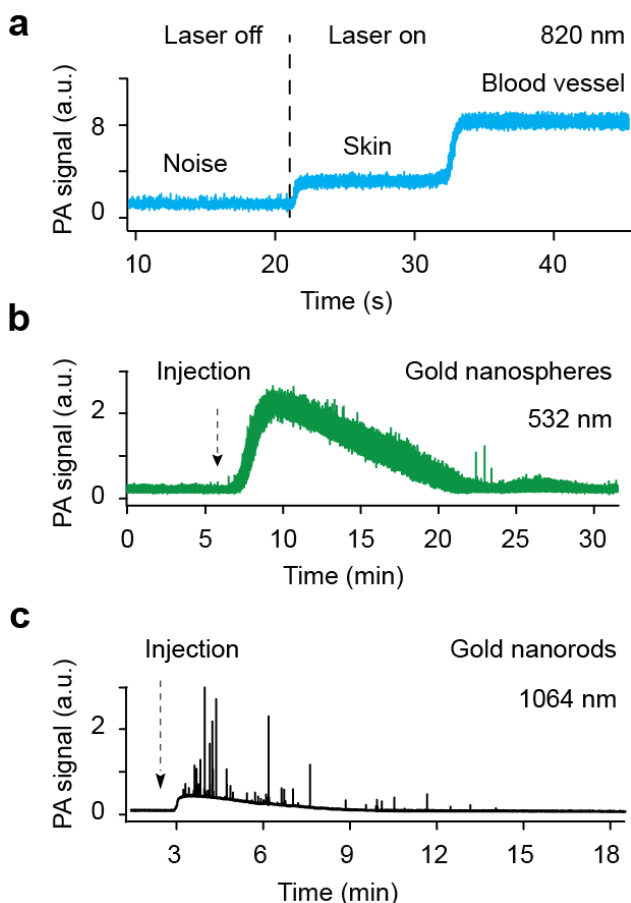 a
Laser off Laser on 820 nm
Blood vessel
8
Noise Skin
0
PA signal (a.u.)
10 20 30 40
Time (s)
b
Injection Gold nanospheres
2
532 nm
0
PA signal (a.u.)
0 5 10 15 20 25 30
Time (min)
c
Injection Gold nanorods
1064 nm
2
0
PA signal (a.u.)
3 6 9 12 15 18
Time (min)